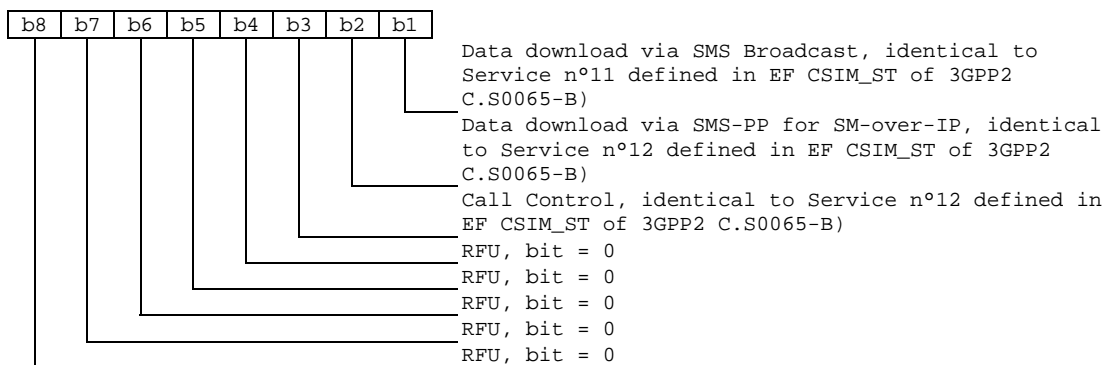 b8 b7 b6 b5 b4 b3 b2 b1
Data download via SMS Broadcast, identical to
Service nº11 defined in EF CSIM_ST of 3GPP2
C.S0065-B)
Data download via SMS-PP for SM-over-IP, identical
to Service nº12 defined in EF CSIM_ST of 3GPP2
C.S0065-B)
Call Control, identical to Service nº12 defined in
EF CSIM_ST of 3GPP2 C.S0065-B)
RFU, bit = 0
RFU, bit = 0
RFU, bit = 0
RFU, bit = 0
RFU, bit = 0